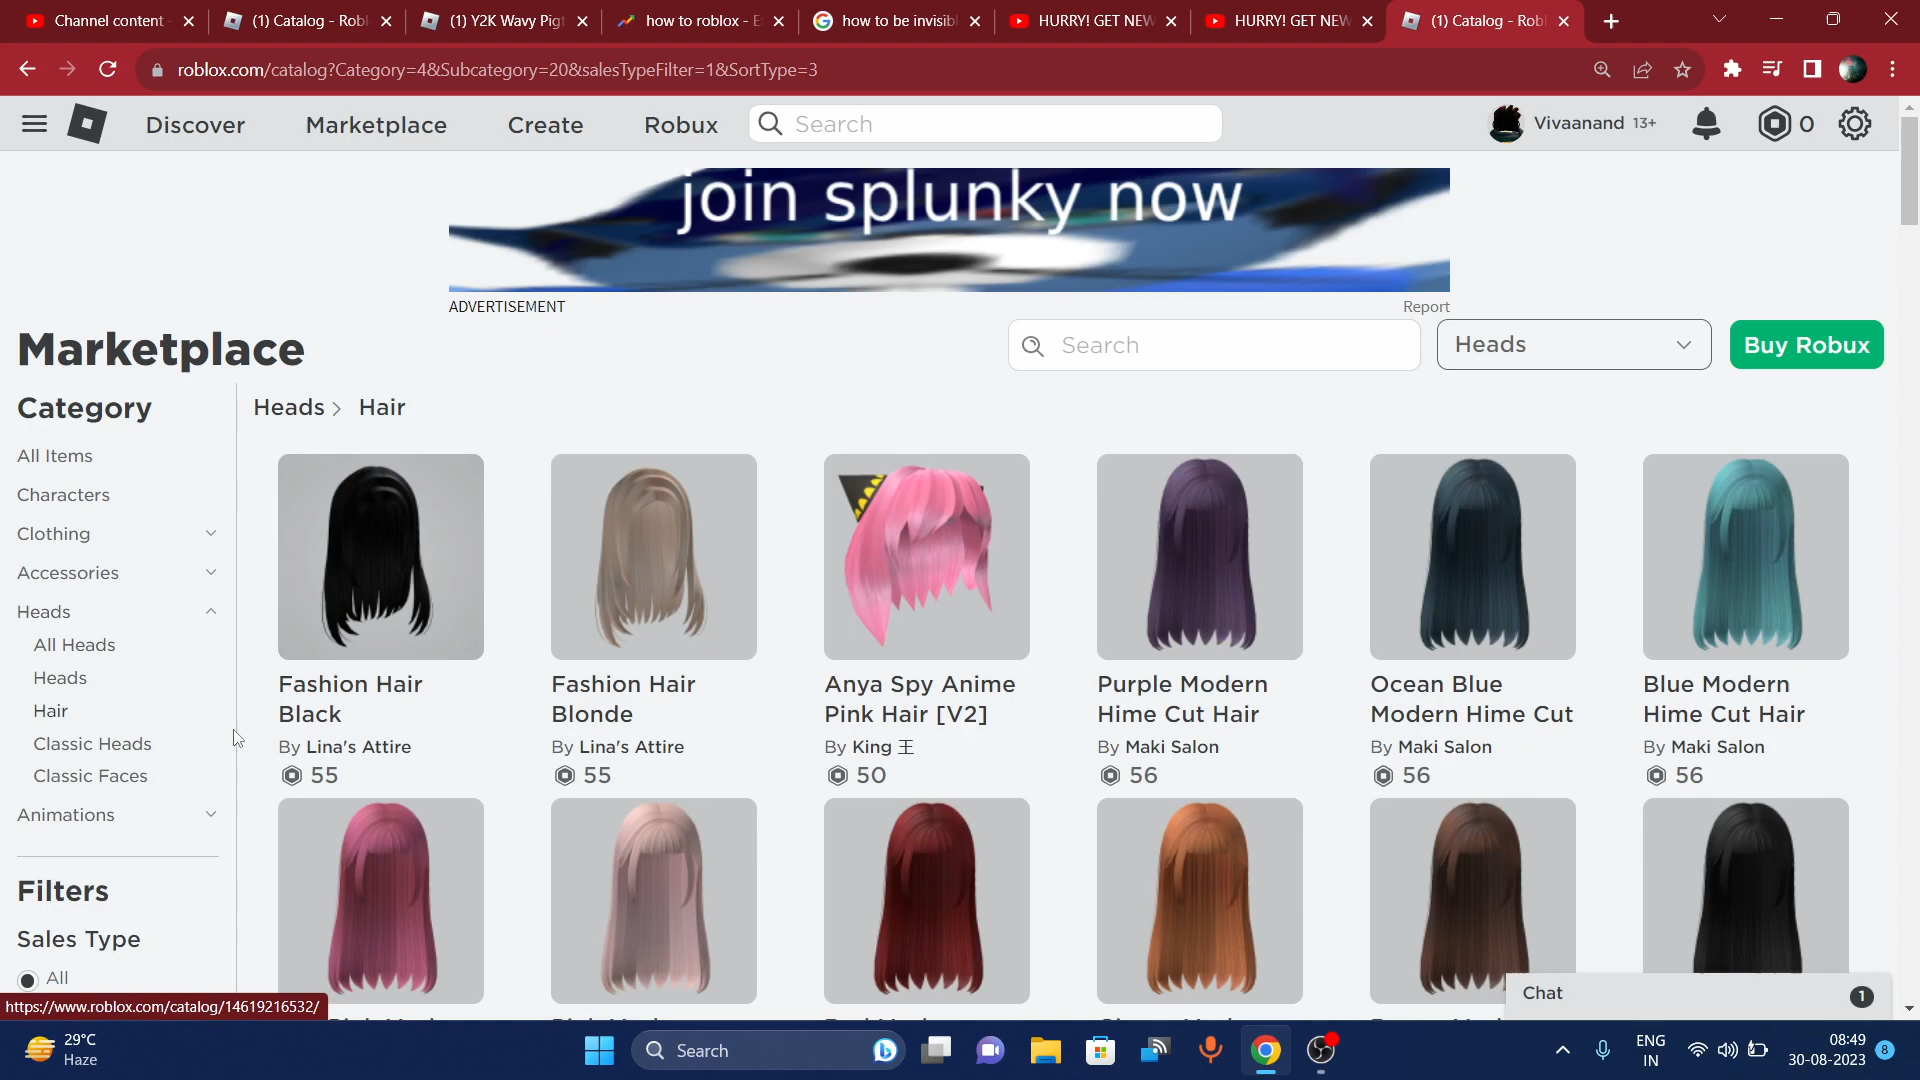 Channel content
(1) Catalog - Robl
(1) Y2K Wavy Pigt
how to roblox - E
how to be invisibl
HURRY! GET NEW
HURRY! GET NEW
(1) Catalog - Robl
roblox.com/catalog?Category=4&Subcategory=20&salesTypeFilter=1&SortType=3
Discover
Marketplace
Create
Robux
Search
Vivaanand 13+
0
join splunky now
ADVERTISEMENT
Report
Marketplace
Search
Heads
Buy Robux
Category
Heads > Hair
All Items
Characters
Clothing
Accessories
Heads
All Heads
Heads
Hair
Classic Heads
Classic Faces
Animations
Filters
Sales Type
All
Fashion Hair
Black
By Lina's Attire
55
Fashion Hair
Blonde
By Lina's Attire
55
Anya Spy Anime
Pink Hair [V2]
By King 王
50
Purple Modern
Hime Cut Hair
By Maki Salon
56
Ocean Blue
Modern Hime Cut
By Maki Salon
56
Blue Modern
Hime Cut Hair
By Maki Salon
56
Chat
1
https://www.roblox.com/catalog/14619216532/
29°C
Haze
Search
ENG
IN
08:49
30-08-2023
8